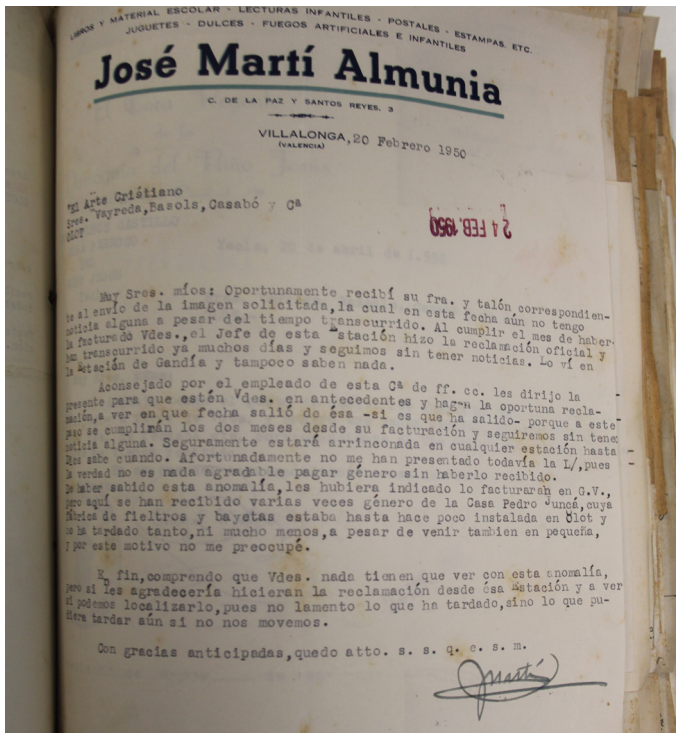 LIBROS Y MATERIAL ESCOLAR - LECTURAS INFANTILES - POSTALES - ESTAMPAS, ETC.
JUGUETES - DULCES - FUEGOS ARTIFICIALES E INFANTILES
José Martí Almunia
C. DE LA PAZ Y SANTOS REYES, 3
VILLALONGA, 20 Febrero 1950
(VALENCIA)
"El Arte Cristiano
Sres. Vayreda, Basols, Casabó y Cª
OLOT
24 FEB. 1950
Muy Sres. míos: Oportunamente recibí su fra. y talón correspondien-
te al envío de la imagen solicitada, la cual en esta fecha aún no tengo
noticia alguna a pesar del tiempo transcurrido. Al cumplir el mes de haber-
la facturado Vdes., el Jefe de esta Estación hizo la reclamación oficial y
han transcurrido ya muchos días y seguimos sin tener noticias. Lo ví en
la Estación de Gandía y tampoco saben nada.
Aconsejado por el empleado de esta Cª de ff. cc. les dirijo la
presente para que estén Vdes. en antecedentes y hagan la oportuna recla-
mación, a ver en que fecha salió de ésa -si es que ha salido- porque a este
paso se cumplirán los dos meses desde su facturación y seguiremos sin tener
noticia alguna. Seguramente estará arrinconada en cualquier estación hasta
Dios sabe cuando. Afortunadamente no me han presentado todavía la L/, pues
la verdad no es nada agradable pagar género sin haberlo recibido.
De haber sabido esta anomalía, les hubiera indicado lo facturaran en G.V.,
pero aquí se han recibido varias veces género de la Casa Pedro Juncá, cuya
fábrica de fieltros y bayetas estaba hasta hace poco instalada en Olot y
no ha tardado tanto, ni mucho menos, a pesar de venir tambien en pequeña,
y por este motivo no me preocupé.
En fin, comprendo que Vdes. nada tienen que ver con esta anomalía,
pero si les agradecería hicieran la reclamación desde ésa Estación y a ver
si podemos localizarlo, pues no lamento lo que ha tardado, sino lo que pu-
diera tardar aún si no nos movemos.
Con gracias anticipadas, quedo atto. s. s. q. e. s. m.
JMartí